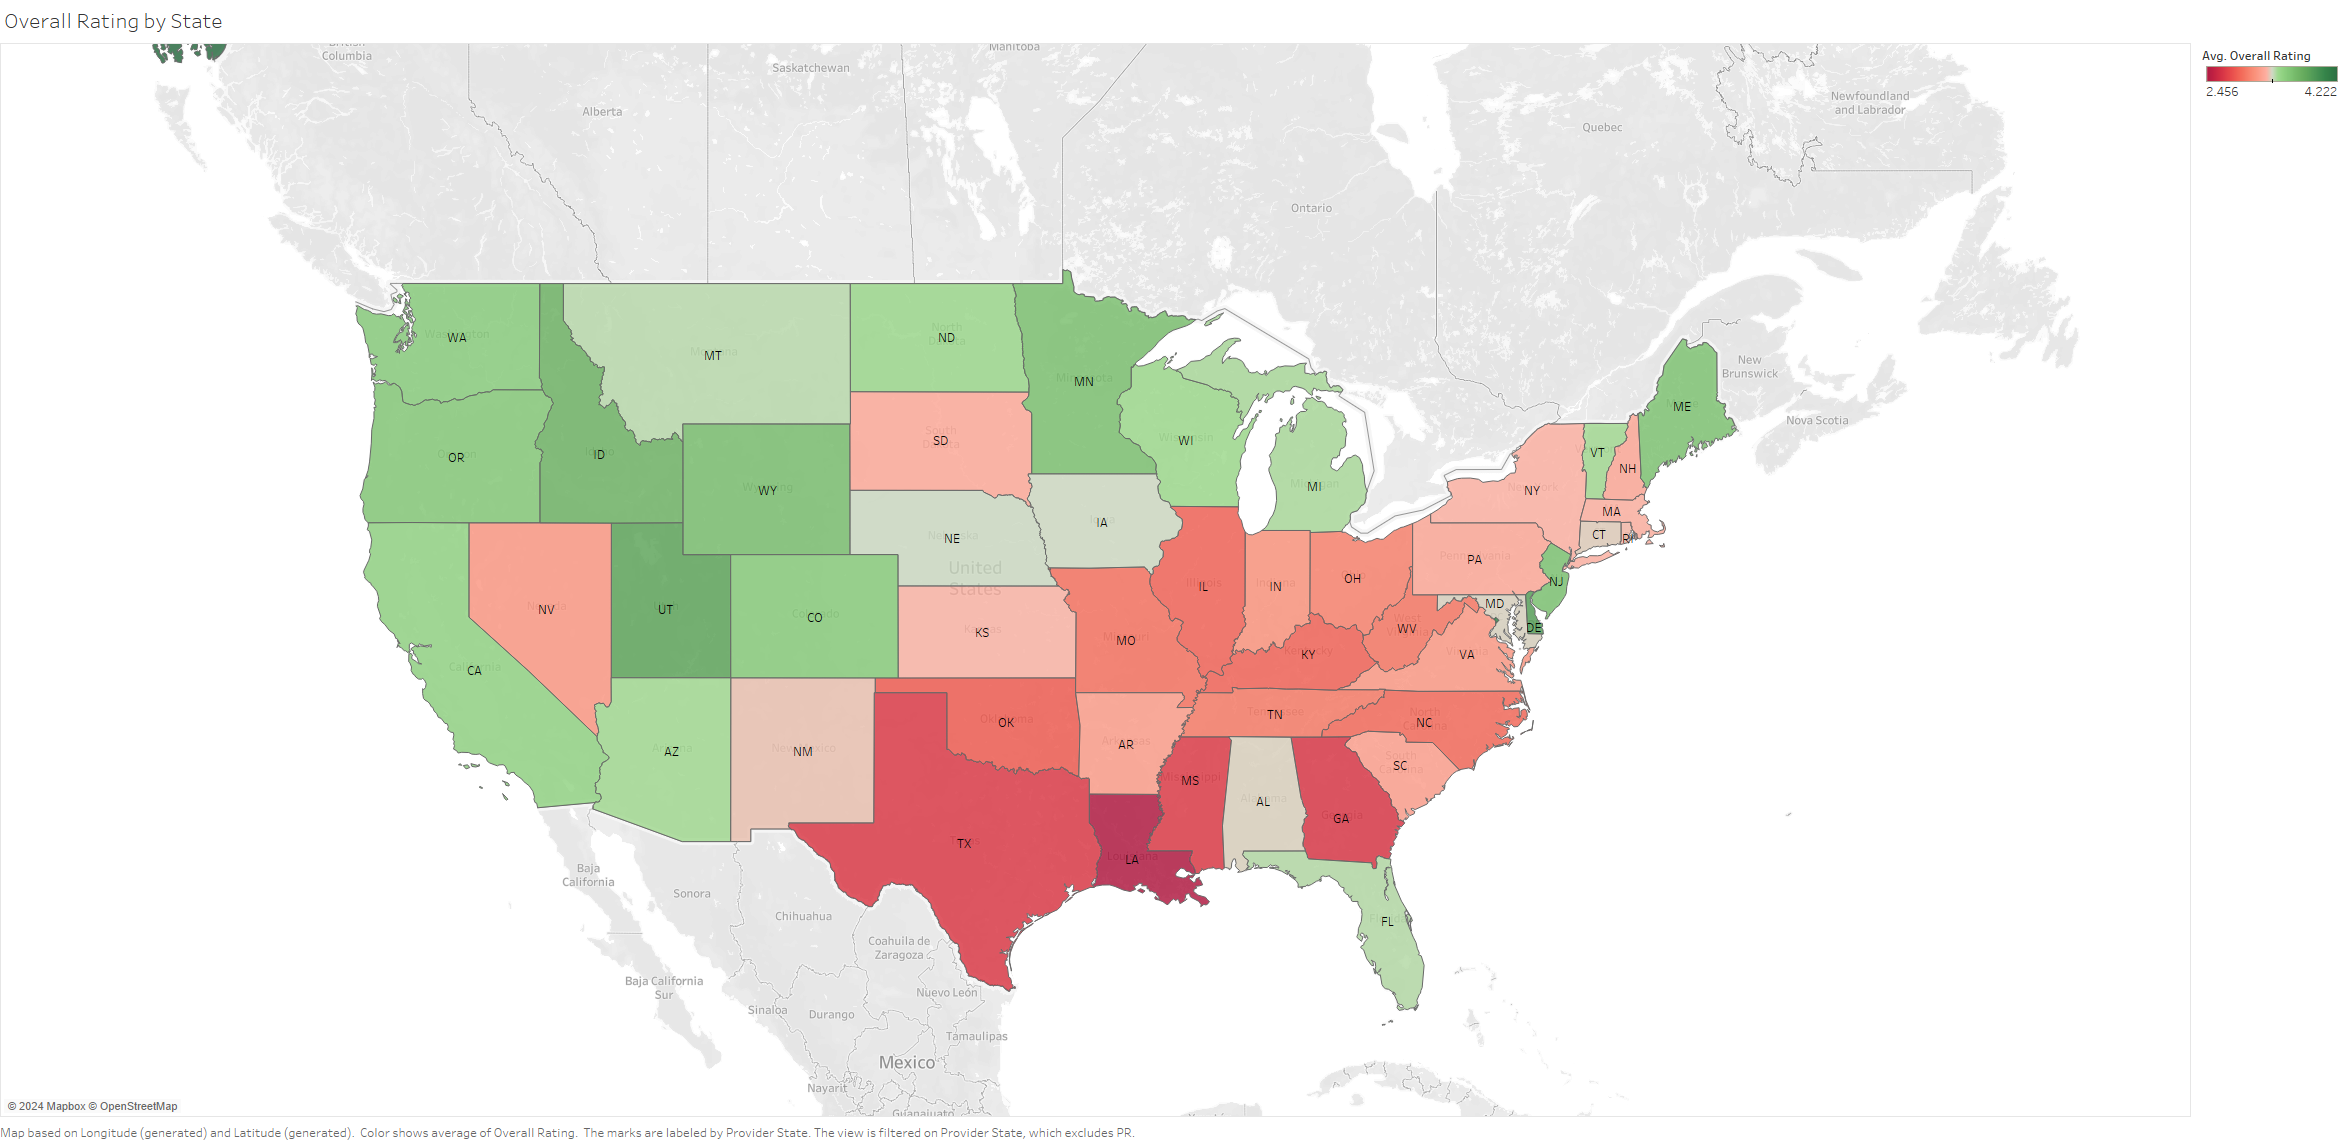 Overall Rating by State
British
Columbia
Manitoba
Saskatchewan
Alberta
Newfoundland
and Labrador
Quebec
Ontario
New
Brunswick
Nova Scotia
Avg. Overall Rating
2.456 4.222
WA
MT
ND
MN
OR
ID
WY
SD
WI
MI
ME
VT
NH
NY
MA
CT
RI
NE
IA
United
States
PA
NJ
NV
UT
CO
KS
MO
IL
IN
OH
WV
MD
DE
VA
KY
CA
AZ
NM
OK
AR
TN
NC
SC
TX
LA
MS
AL
GA
FL
Baja
California
Sonora
Chihuahua
Coahuila de
Zaragoza
Baja California
Sur
Nuevo León
Sinaloa
Durango
Tamaulipas
Mexico
Nayarit
Guanajuato
© 2024 Mapbox © OpenStreetMap
Map based on Longitude (generated) and Latitude (generated).  Color shows average of Overall Rating.  The marks are labeled by Provider State. The view is filtered on Provider State, which excludes PR.